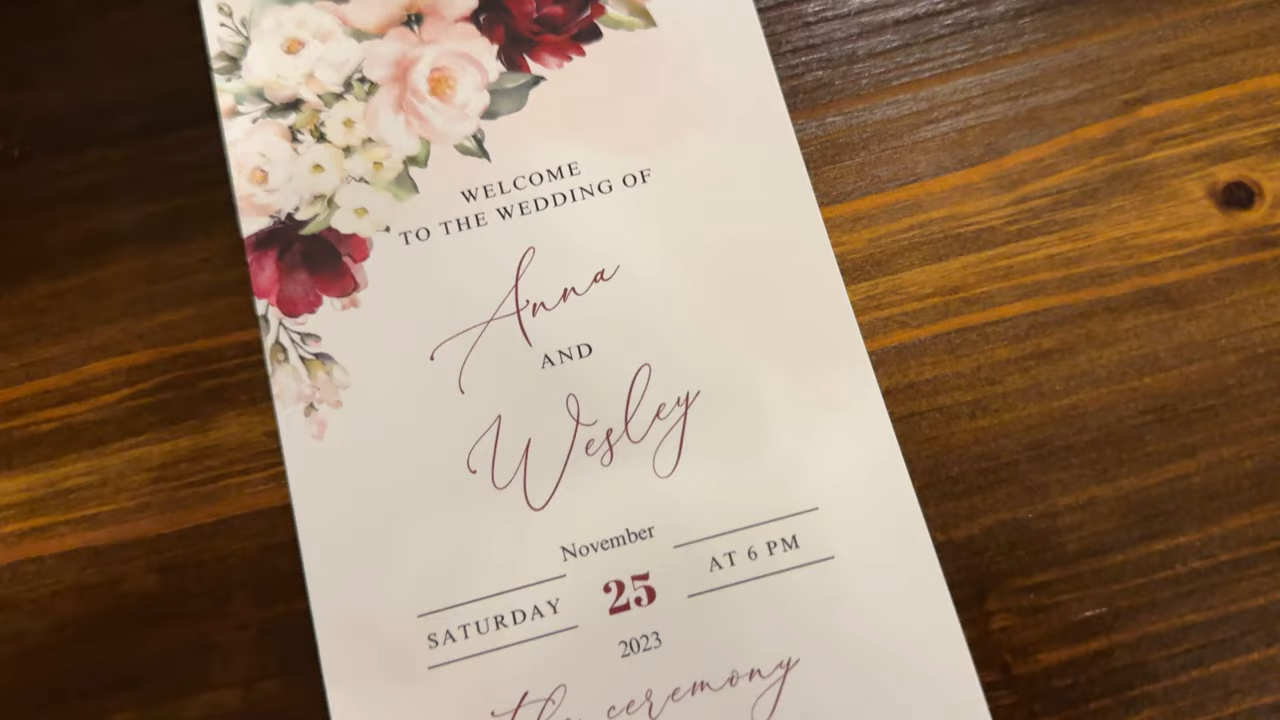 WELCOME
TO THE WEDDING OF
Anna
AND
Wesley
November
SATURDAY 25 AT 6 PM
2023
the ceremony